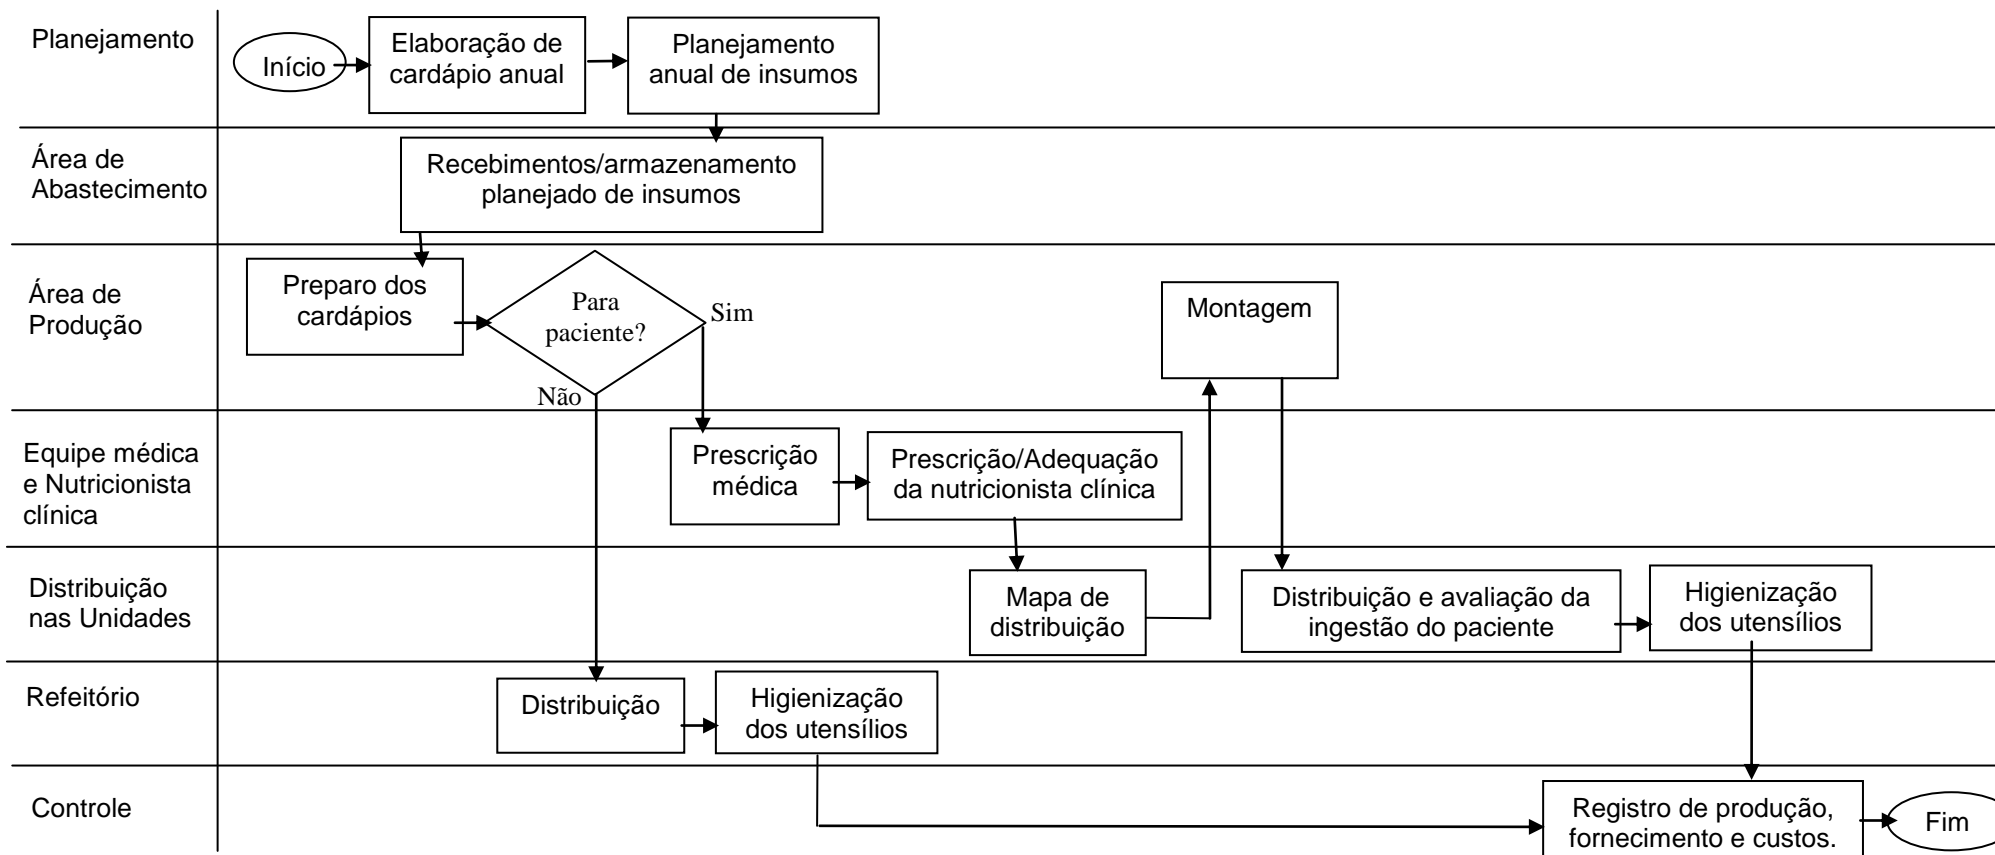 Planejamento
Início
Elaboração de
cardápio anual
Planejamento
anual de insumos
Área de
Abastecimento
Recebimentos/armazenamento
planejado de insumos
Área de
Produção
Preparo dos
cardápios
Para
paciente?
Sim
Não
Montagem
Equipe médica
e Nutricionista
clínica
Prescrição
médica
Prescrição/Adequação
da nutricionista clínica
Distribuição
nas Unidades
Mapa de
distribuição
Distribuição e avaliação da
ingestão do paciente
Higienização
dos utensílios
Refeitório
Distribuição
Higienização
dos utensílios
Controle
Registro de produção,
fornecimento e custos.
Fim